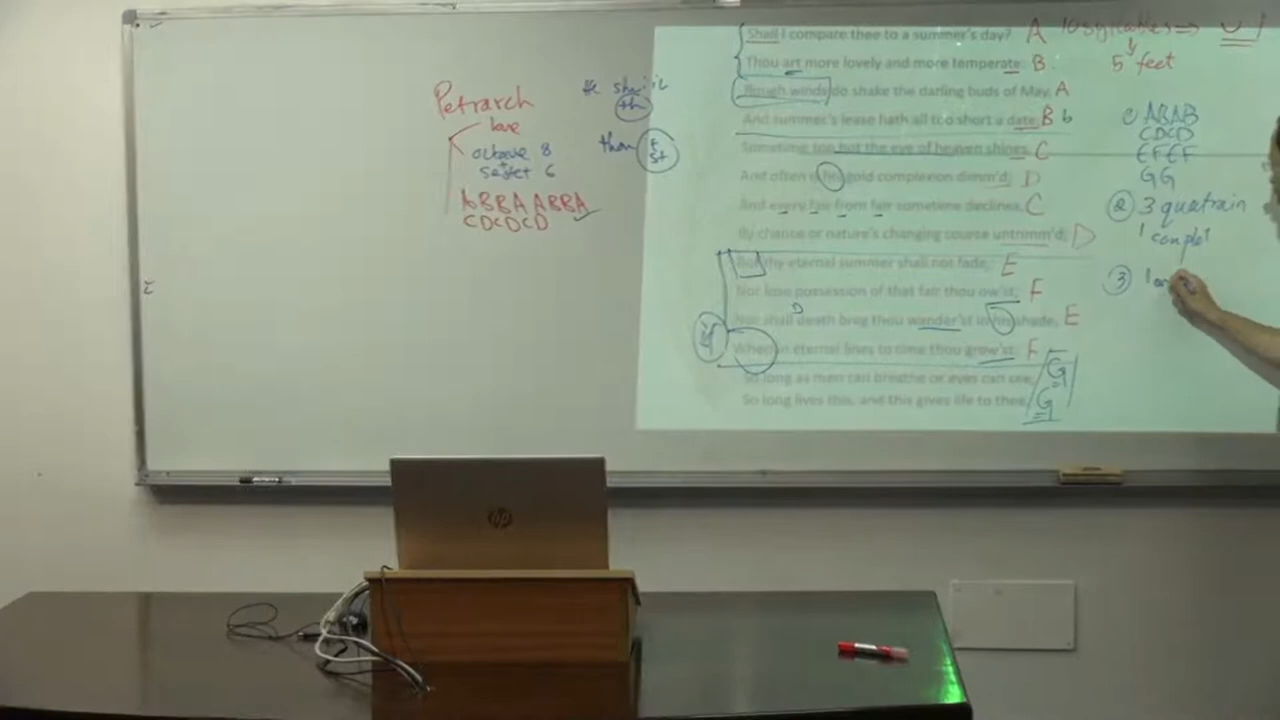 Petrarch
love
octave 8
+
sestet 6
ABBA ABBA
CDCDCD
th
than
t
st
Shall I compare thee to a summer's day? A
Thou art more lovely and more temperate. B
Rough winds do shake the darling buds of May, A
And summer's lease hath all too short a date. B b
Sometime too hot the eye of heaven shines, C
And often is his gold complexion dimm'd; D
And every fair from fair sometime declines, C
By chance or nature's changing course untrimm'd; D
But thy eternal summer shall not fade, E
Nor lose possession of that fair thou ow'st; F
Nor shall death brag thou wander'st in his shade, E
When in eternal lines to time thou grow'st: F
So long as men can breathe or eyes can see, G
So long lives this, and this gives life to thee. G
10 syllables ⇒ ∪ /
5 feet
① ABAB
CDCD
EFEF
GG
② 3 quatrain
1 couplet
③
hp